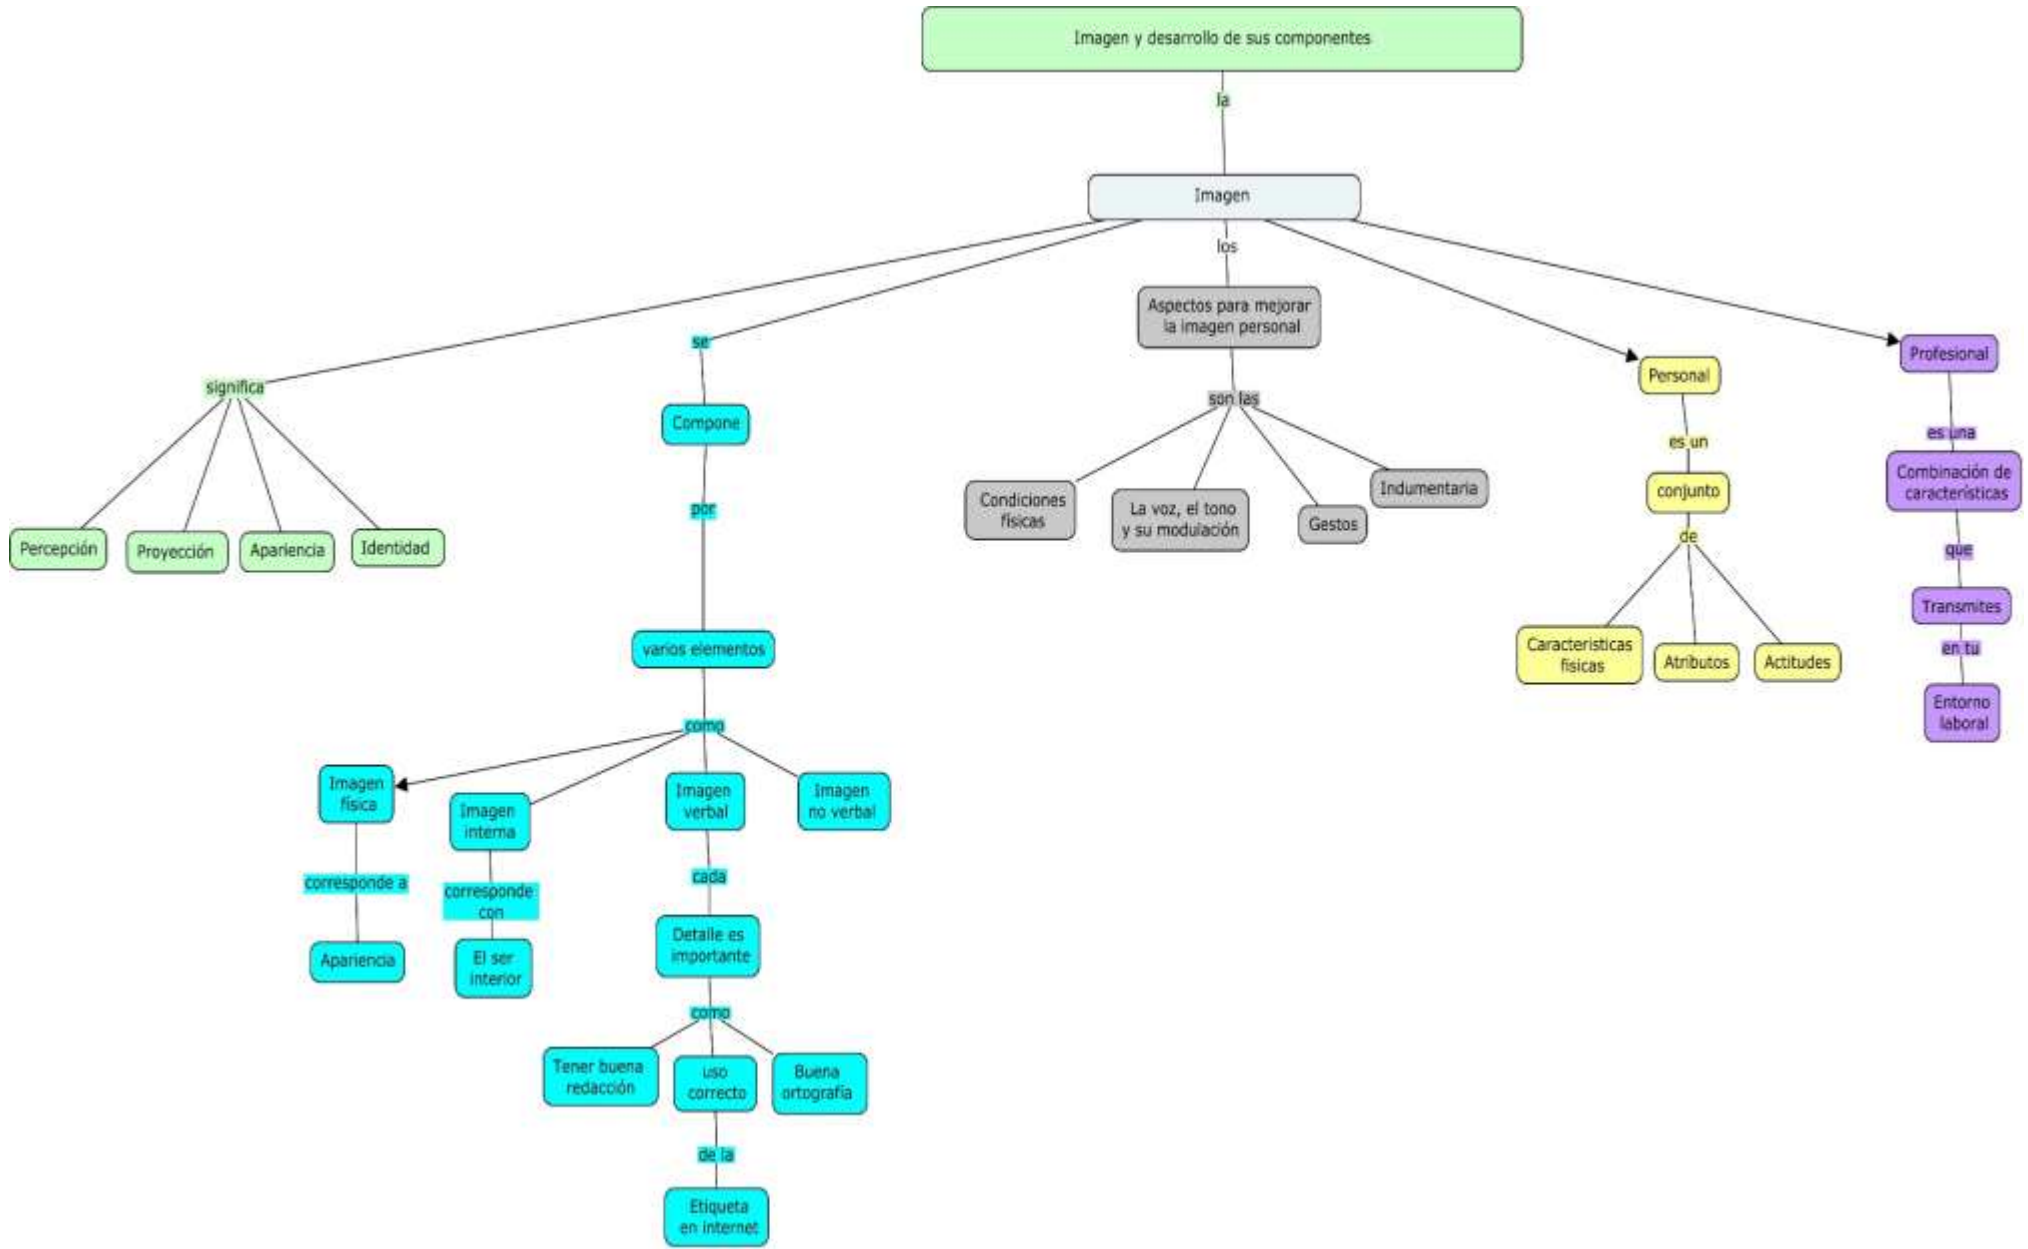 Imagen y desarrollo de sus componentes
la
Imagen
significa
Percepción
Proyección
Apariencia
Identidad
se
Compone
por
varios elementos
como
Imagen
física
corresponde a
Apariencia
Imagen
interna
corresponde
con
El ser
interior
Imagen
verbal
cada
Detalle es
importante
como
Tener buena
redacción
uso
correcto
de la
Etiqueta
en internet
Buena
ortografía
Imagen
no verbal
los
Aspectos para mejorar
la imagen personal
son las
Condiciones
físicas
La voz, el tono
y su modulación
Gestos
Indumentaria
Personal
es un
conjunto
de
Caracteristicas
fisicas
Atributos
Actitudes
Profesional
es una
Combinación de
características
que
Transmites
en tu
Entorno
laboral